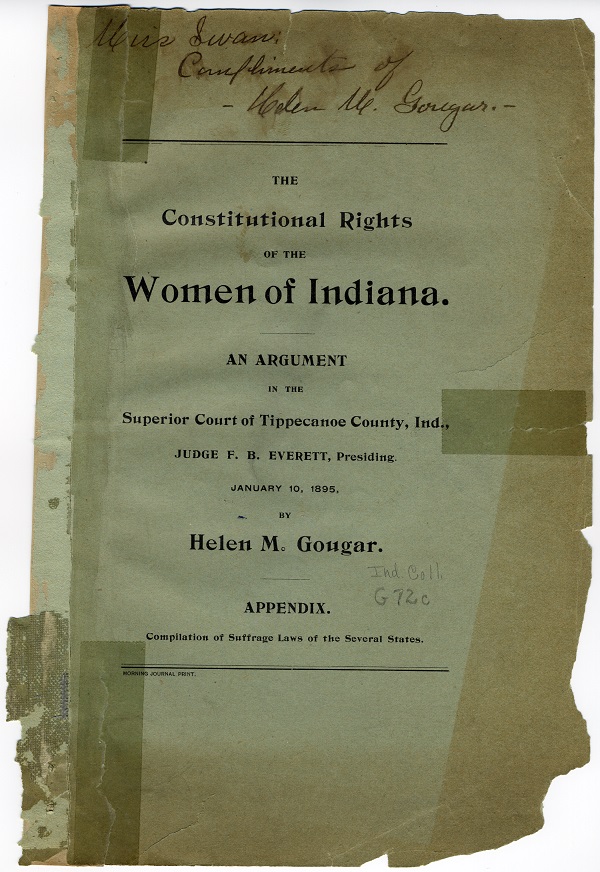 Miss Swan:
Compliments of
- Helen M. Gougar. -
THE
Constitutional Rights
OF THE
Women of Indiana.
AN ARGUMENT
IN THE
Superior Court of Tippecanoe County, Ind.,
JUDGE F. B. EVERETT, Presiding.
JANUARY 10, 1895,
BY
Helen M. Gougar.
Ind. Coll.
G72c
APPENDIX.
Compilation of Suffrage Laws of the Several States.
MORNING JOURNAL PRINT.